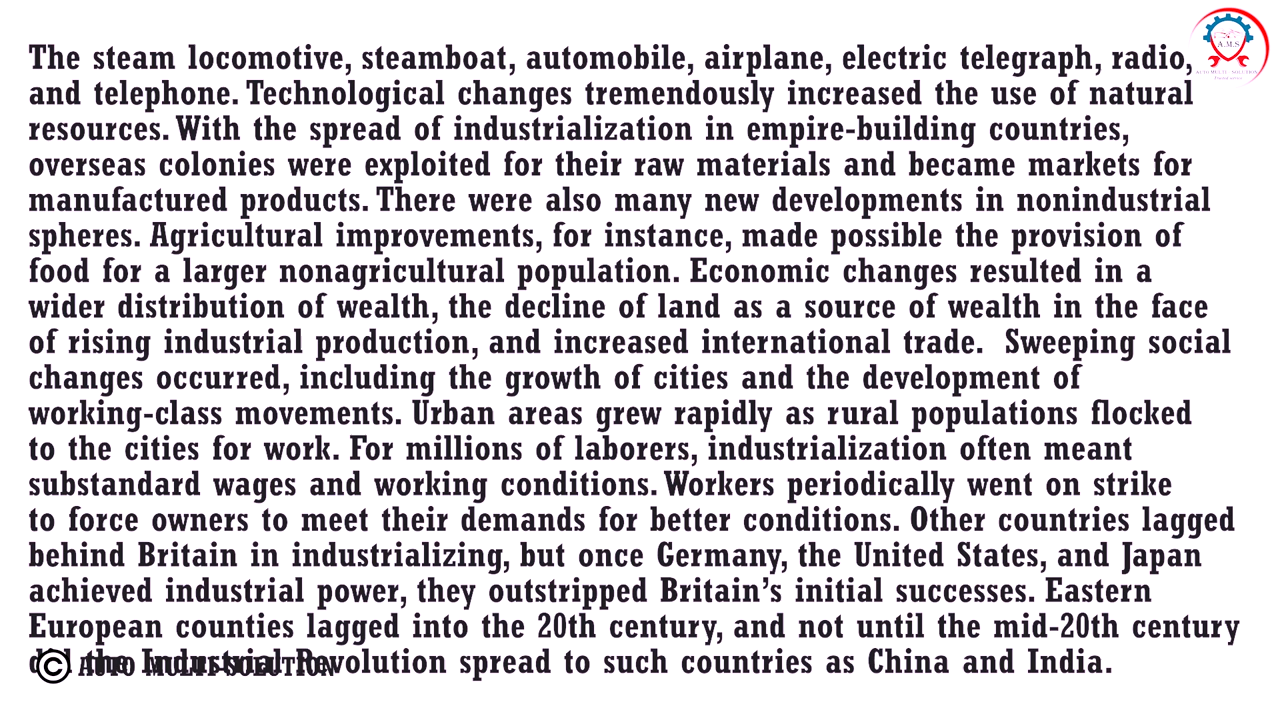 The steam locomotive, steamboat, automobile, airplane, electric telegraph, radio,
and telephone. Technological changes tremendously increased the use of natural
resources. With the spread of industrialization in empire-building countries,
overseas colonies were exploited for their raw materials and became markets for
manufactured products. There were also many new developments in nonindustrial
spheres. Agricultural improvements, for instance, made possible the provision of
food for a larger nonagricultural population. Economic changes resulted in a
wider distribution of wealth, the decline of land as a source of wealth in the face
of rising industrial production, and increased international trade.  Sweeping social
changes occurred, including the growth of cities and the development of
working-class movements. Urban areas grew rapidly as rural populations flocked
to the cities for work. For millions of laborers, industrialization often meant
substandard wages and working conditions. Workers periodically went on strike
to force owners to meet their demands for better conditions. Other countries lagged
behind Britain in industrializing, but once Germany, the United States, and Japan
achieved industrial power, they outstripped Britain’s initial successes. Eastern
European counties lagged into the 20th century, and not until the mid-20th century
did the Industrial Revolution spread to such countries as China and India.
© AUTO MULTI-SOLUTION
A.M.S
AUTO MULTI-SOLUTION